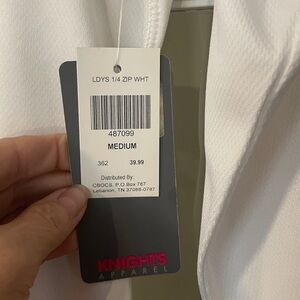 LDYS 1/4 ZIP WHT
487099
MEDIUM
362 39.99
Distributed By:
CBOCS, P.O.Box 787
Lebanon, TN 37088-0787
KNIGHTS
APPAREL